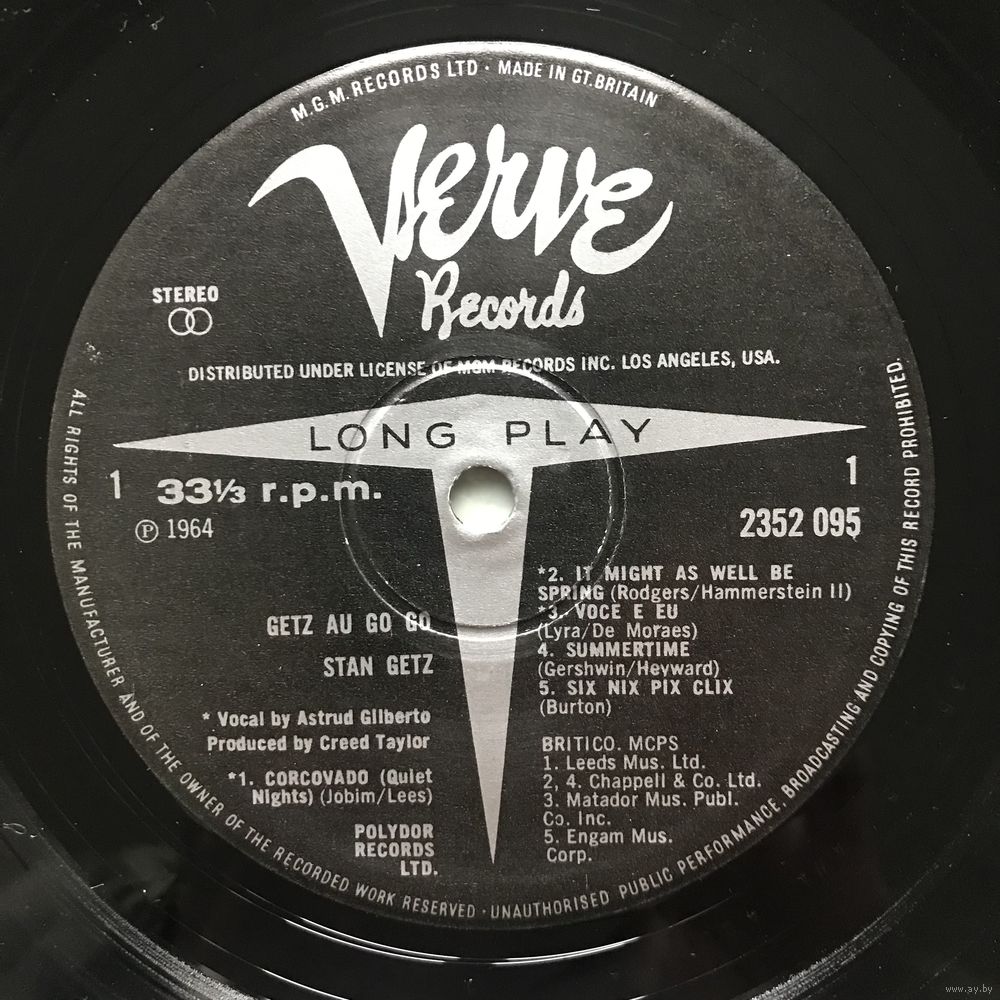 M.G.M. RECORDS LTD · MADE IN GT. BRITAIN
Verve
Records
STEREO
DISTRIBUTED UNDER LICENSE OF MGM RECORDS INC. LOS ANGELES, USA.
LONG PLAY
1
33⅓ r.p.m.
℗ 1964
1
2352 095
GETZ AU GO GO
STAN GETZ
* Vocal by Astrud Gilberto
Produced by Creed Taylor
*1. CORCOVADO (Quiet
Nights) (Jobim/Lees)
POLYDOR
RECORDS
LTD.
*2. IT MIGHT AS WELL BE
SPRING (Rodgers/Hammerstein II)
*3. VOCE E EU
(Lyra/De Moraes)
4. SUMMERTIME
(Gershwin/Heyward)
5. SIX NIX PIX CLIX
(Burton)
BRITICO. MCPS
1. Leeds Mus. Ltd.
2, 4. Chappell & Co. Ltd.
3. Matador Mus. Publ.
Co. Inc.
5. Engam Mus.
Corp.
ALL RIGHTS OF THE MANUFACTURER AND OF THE OWNER OF THE RECORDED WORK RESERVED · UNAUTHORISED PUBLIC PERFORMANCE, BROADCASTING AND COPYING OF THIS RECORD PROHIBITED.
www.ay.by